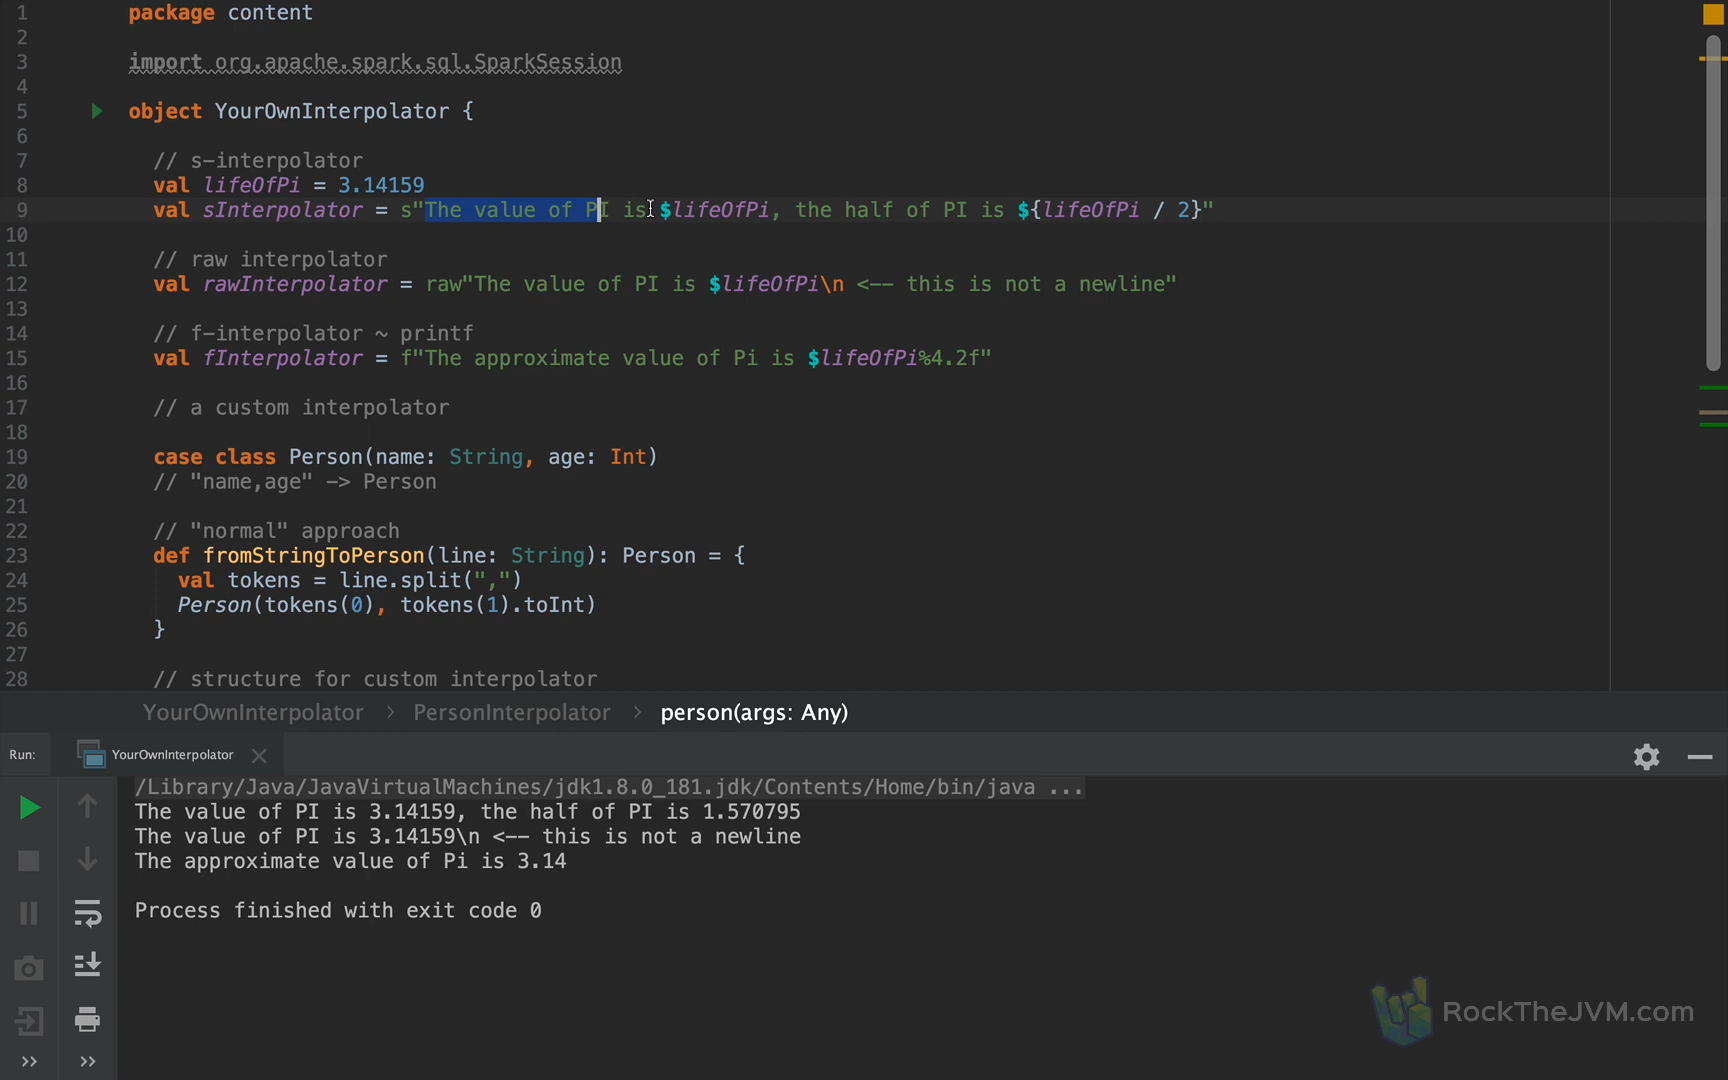 1 package content
2
3 import org.apache.spark.sql.SparkSession
4
5 object YourOwnInterpolator {
6
7 // s-interpolator
8 val lifeOfPi = 3.14159
9 val sInterpolator = s"The value of PI is $lifeOfPi, the half of PI is ${lifeOfPi / 2}"
10
11 // raw interpolator
12 val rawInterpolator = raw"The value of PI is $lifeOfPi\n <-- this is not a newline"
13
14 // f-interpolator ~ printf
15 val fInterpolator = f"The approximate value of Pi is $lifeOfPi%4.2f"
16
17 // a custom interpolator
18
19 case class Person(name: String, age: Int)
20 // "name,age" -> Person
21
22 // "normal" approach
23 def fromStringToPerson(line: String): Person = {
24 val tokens = line.split(",")
25 Person(tokens(0), tokens(1).toInt)
26 }
27
28 // structure for custom interpolator
YourOwnInterpolator > PersonInterpolator > person(args: Any)
Run: YourOwnInterpolator
/Library/Java/JavaVirtualMachines/jdk1.8.0_181.jdk/Contents/Home/bin/java ...
The value of PI is 3.14159, the half of PI is 1.570795
The value of PI is 3.14159\n <-- this is not a newline
The approximate value of Pi is 3.14
Process finished with exit code 0
RockTheJVM.com